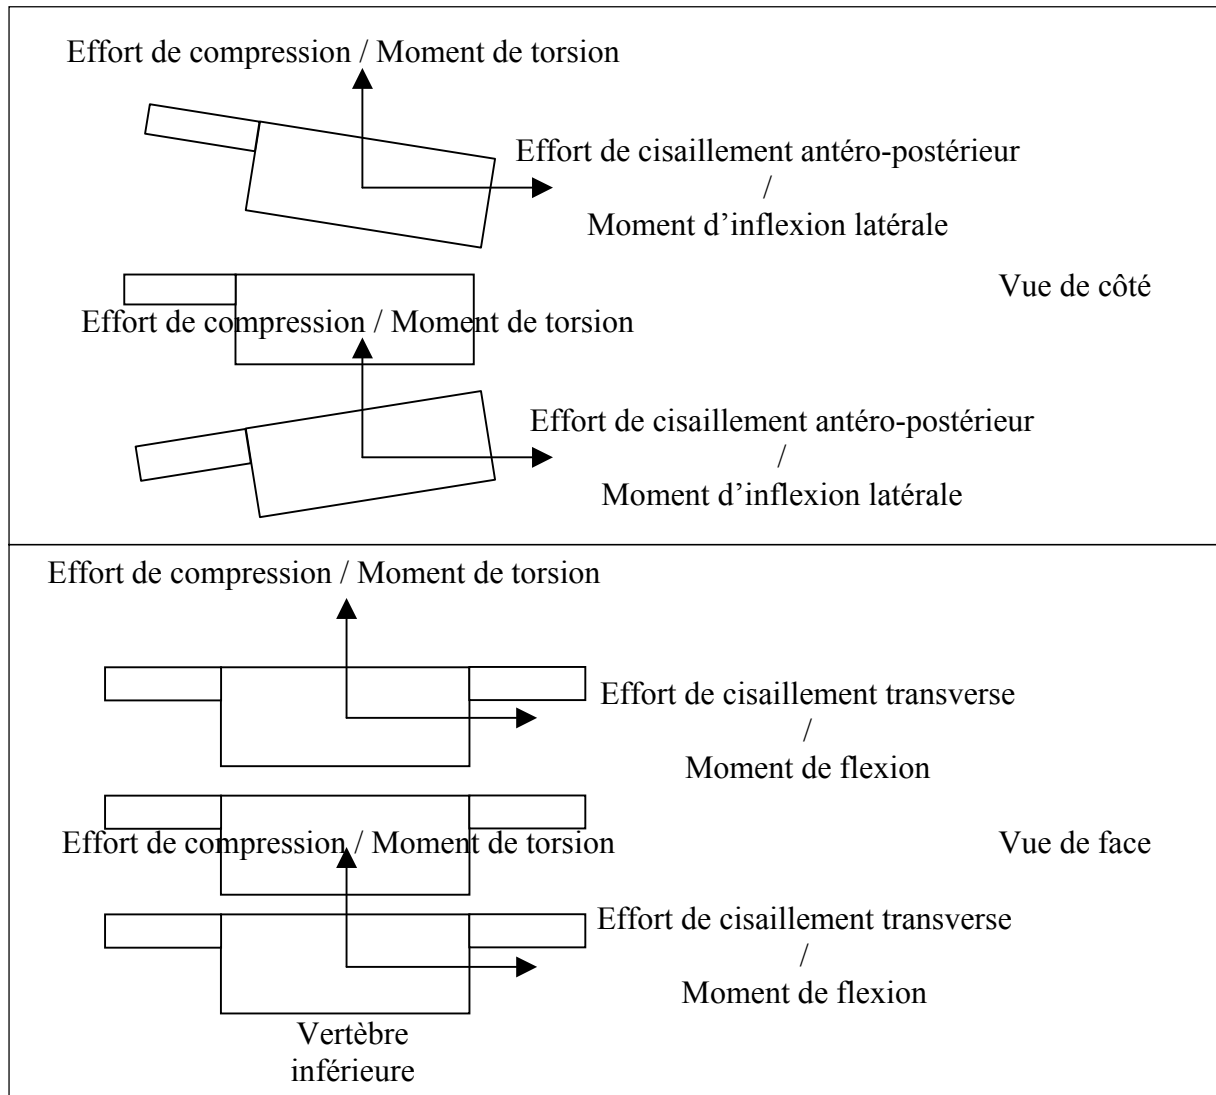 Effort de compression / Moment de torsion
Effort de cisaillement antéro-postérieur
/
Moment d’inflexion latérale
Vue de côté
Effort de compression / Moment de torsion
Effort de cisaillement antéro-postérieur
/
Moment d’inflexion latérale
Effort de compression / Moment de torsion
Effort de cisaillement transverse
/
Moment de flexion
Effort de compression / Moment de torsion
Vue de face
Effort de cisaillement transverse
/
Moment de flexion
Vertèbre
inférieure